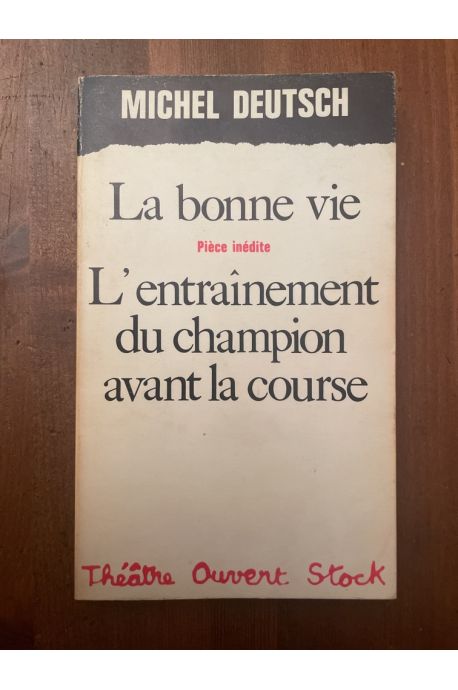 MICHEL DEUTSCH
La bonne vie
Pièce inédite
L'entraînement
du champion
avant la course
Théâtre Ouvert Stock